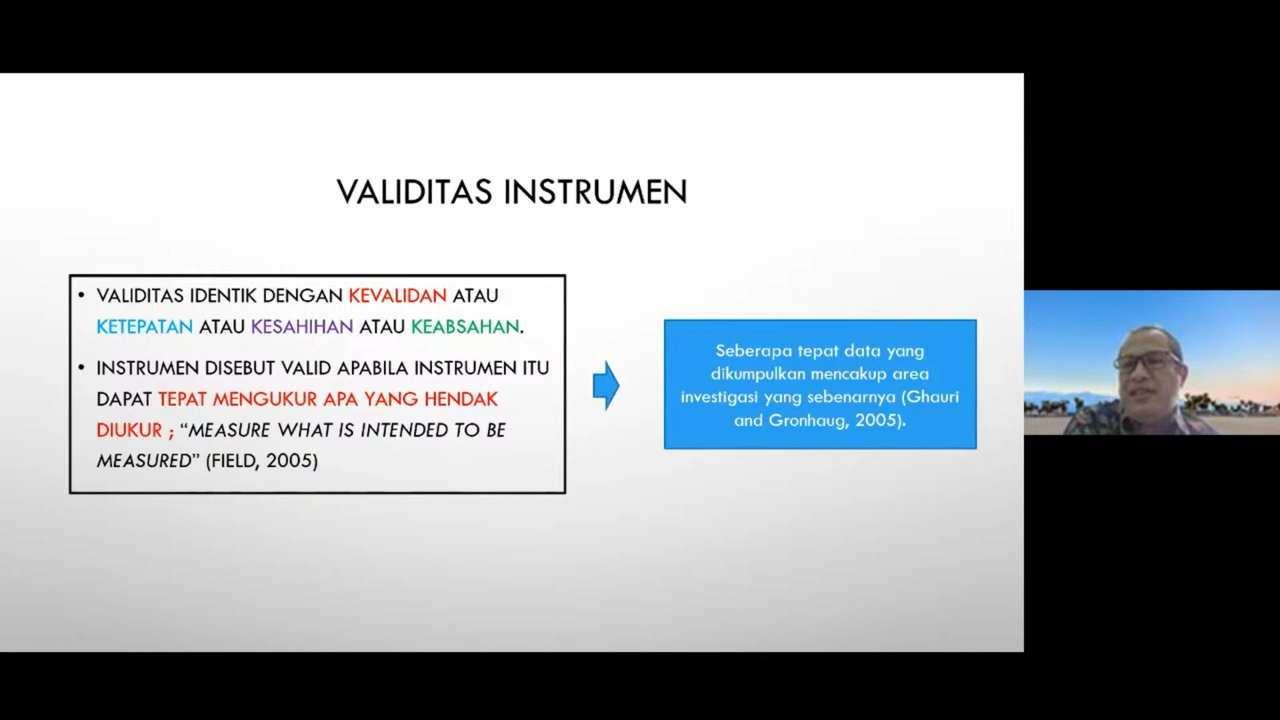 VALIDITAS INSTRUMEN
• VALIDITAS IDENTIK DENGAN KEVALIDAN ATAU
KETEPATAN ATAU KESAHIHAN ATAU KEABSAHAN.
• INSTRUMEN DISEBUT VALID APABILA INSTRUMEN ITU
DAPAT TEPAT MENGUKUR APA YANG HENDAK
DIUKUR ; “MEASURE WHAT IS INTENDED TO BE
MEASURED” (FIELD, 2005)
Seberapa tepat data yang
dikumpulkan mencakup area
investigasi yang sebenarnya (Ghauri
and Gronhaug, 2005).